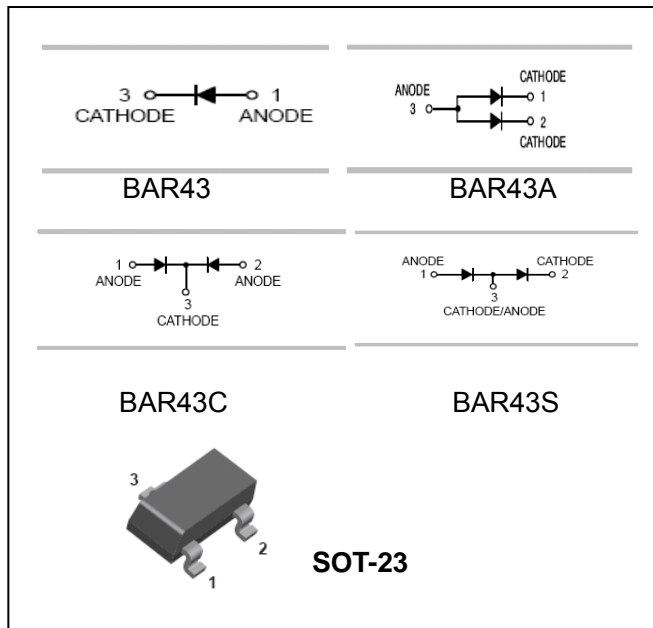 3 1
CATHODE ANODE
BAR43
CATHODE
ANODE
3 1
2
CATHODE
BAR43A
1 2
ANODE ANODE
3
CATHODE
BAR43C
ANODE CATHODE
1 2
3
CATHODE/ANODE
BAR43S
3
2
1
SOT-23